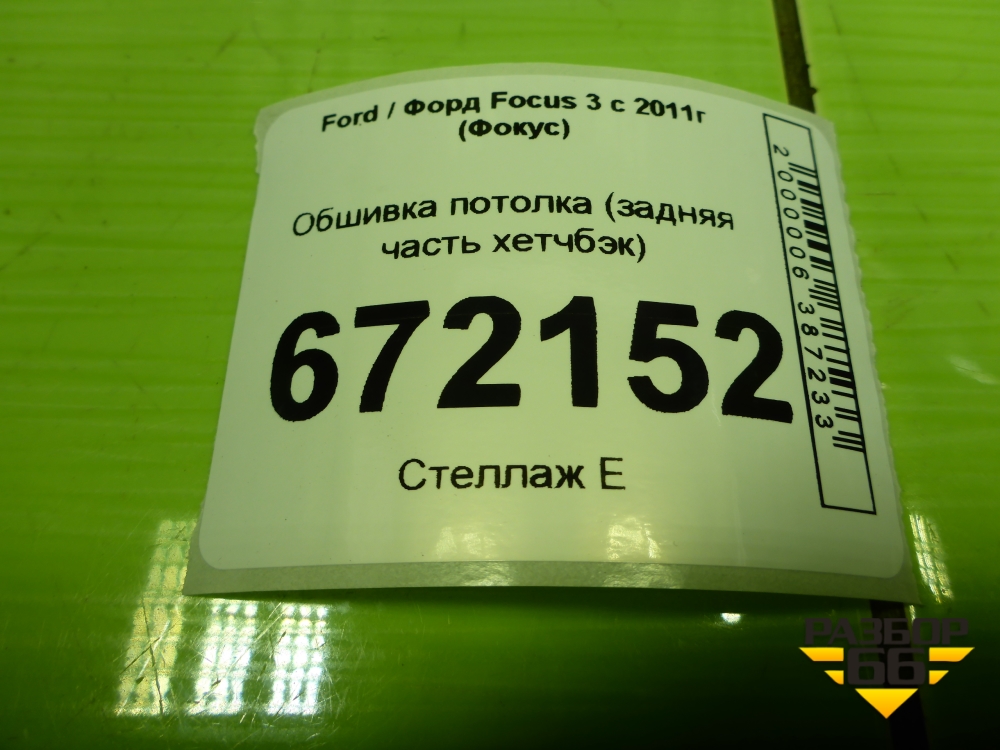 Ford / Форд Focus 3 с 2011г
(Фокус)
Обшивка потолка (задняя
часть хетчбэк)
672152
Стеллаж Е
2000006387233
РАЗБОР
66